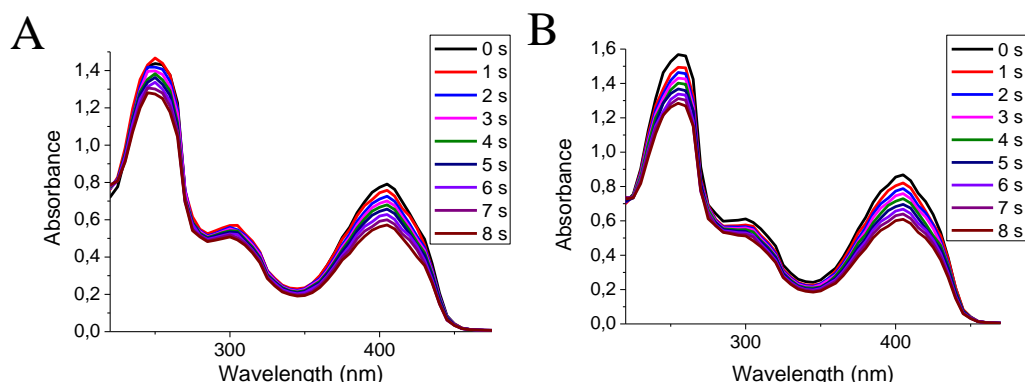 A
Absorbance
1,4
1,2
1,0
0,8
0,6
0,4
0,2
0,0
300
400
Wavelength (nm)
0 s
1 s
2 s
3 s
4 s
5 s
6 s
7 s
8 s
B
Absorbance
1,6
1,4
1,2
1,0
0,8
0,6
0,4
0,2
0,0
300
400
Wavelength (nm)
0 s
1 s
2 s
3 s
4 s
5 s
6 s
7 s
8 s